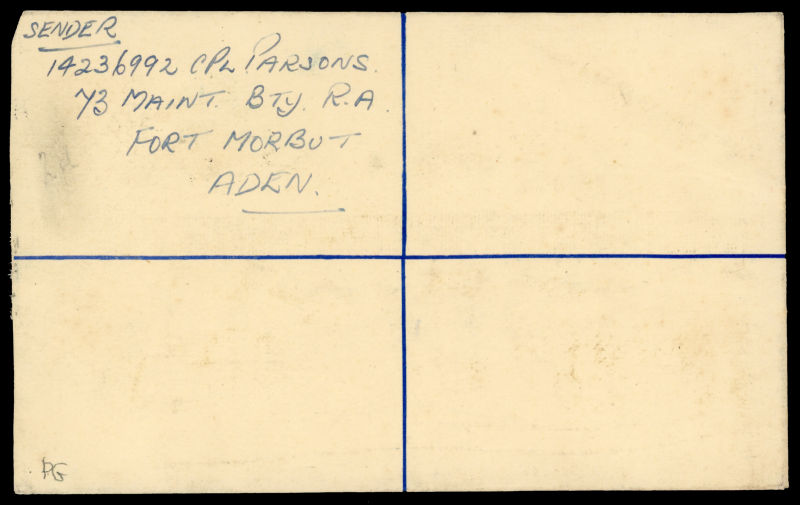 SENDER
14236992 CPL PARSONS.
73 MAINT. BTY. R.A
FORT MORBUT
ADEN.
PG